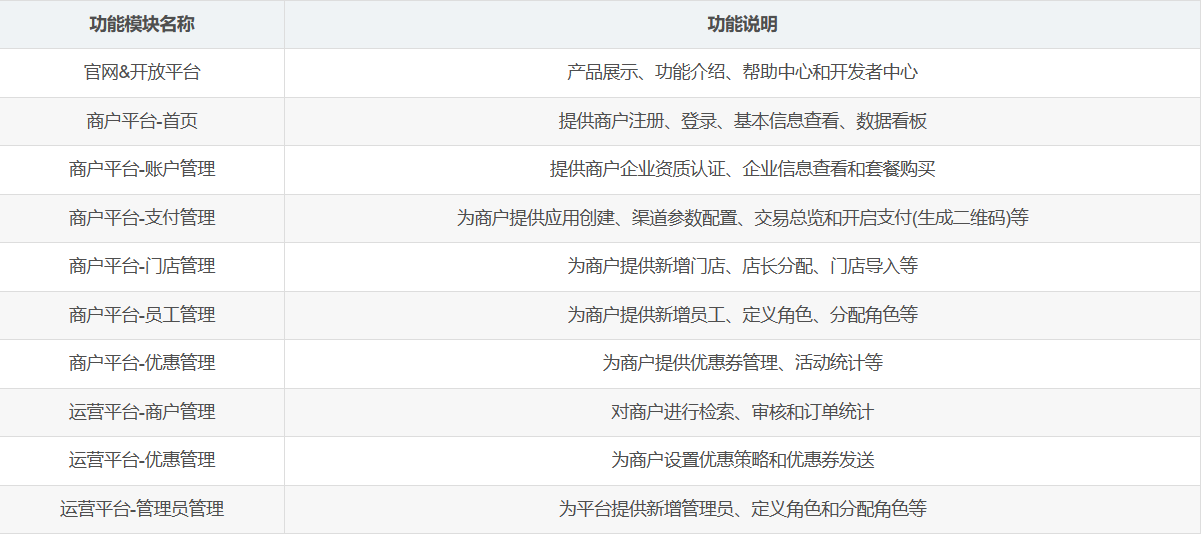 功能模块名称 功能说明
官网&开放平台 产品展示、功能介绍、帮助中心和开发者中心
商户平台-首页 提供商户注册、登录、基本信息查看、数据看板
商户平台-账户管理 提供商户企业资质认证、企业信息查看和套餐购买
商户平台-支付管理 为商户提供应用创建、渠道参数配置、交易总览和开启支付(生成二维码)等
商户平台-门店管理 为商户提供新增门店、店长分配、门店导入等
商户平台-员工管理 为商户提供新增员工、定义角色、分配角色等
商户平台-优惠管理 为商户提供优惠券管理、活动统计等
运营平台-商户管理 对商户进行检索、审核和订单统计
运营平台-优惠管理 为商户设置优惠策略和优惠券发送
运营平台-管理员管理 为平台提供新增管理员、定义角色和分配角色等